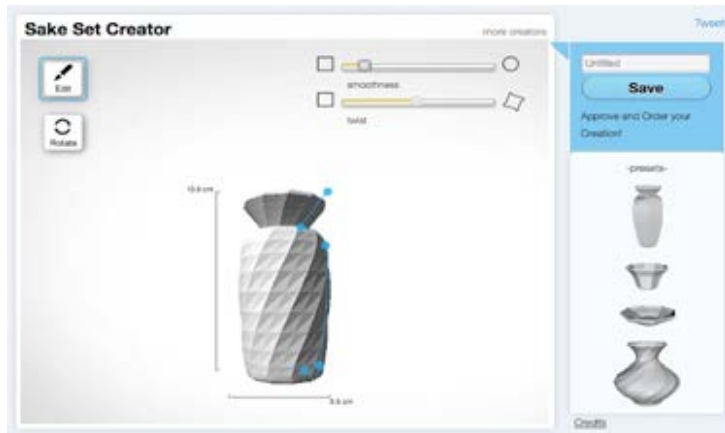 Sake Set Creator
more creators
Tweet
Edit
smoothness
Rotate
twist
Untitled
Save
Approve and Order your
Creation!
-presets-
Credits